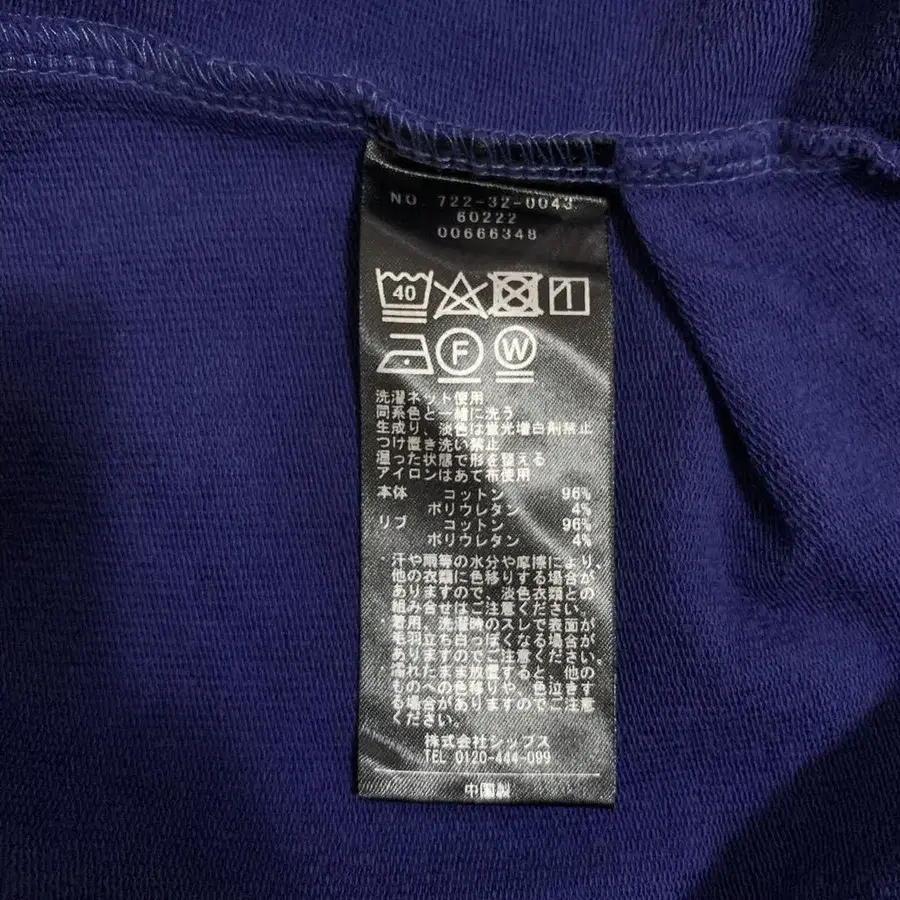 NO. 722-32-0043
60222
00666348
40
F W
洗濯ネット使用
同系色と一緒に洗う
生成り、淡色は蛍光増白剤禁止
つけ置き洗い禁止
湿った状態で形を整える
アイロンはあて布使用
本体 コットン 96%
ポリウレタン 4%
リブ コットン 96%
ポリウレタン 4%
・汗や雨等の水分や摩擦により、
他の衣類に色移りする場合が
ありますので、淡色衣類との
組み合せはご注意ください。
・着用、洗濯時のスレで表面が
毛羽立ち白っぽくなる場合が
ありますのでご注意ください。
濡れたまま放置すると、他の
ものへの色移りや、色泣きす
る場合がありますのでご注意
ください。
株式会社シップス
TEL 0120-444-099
中国製